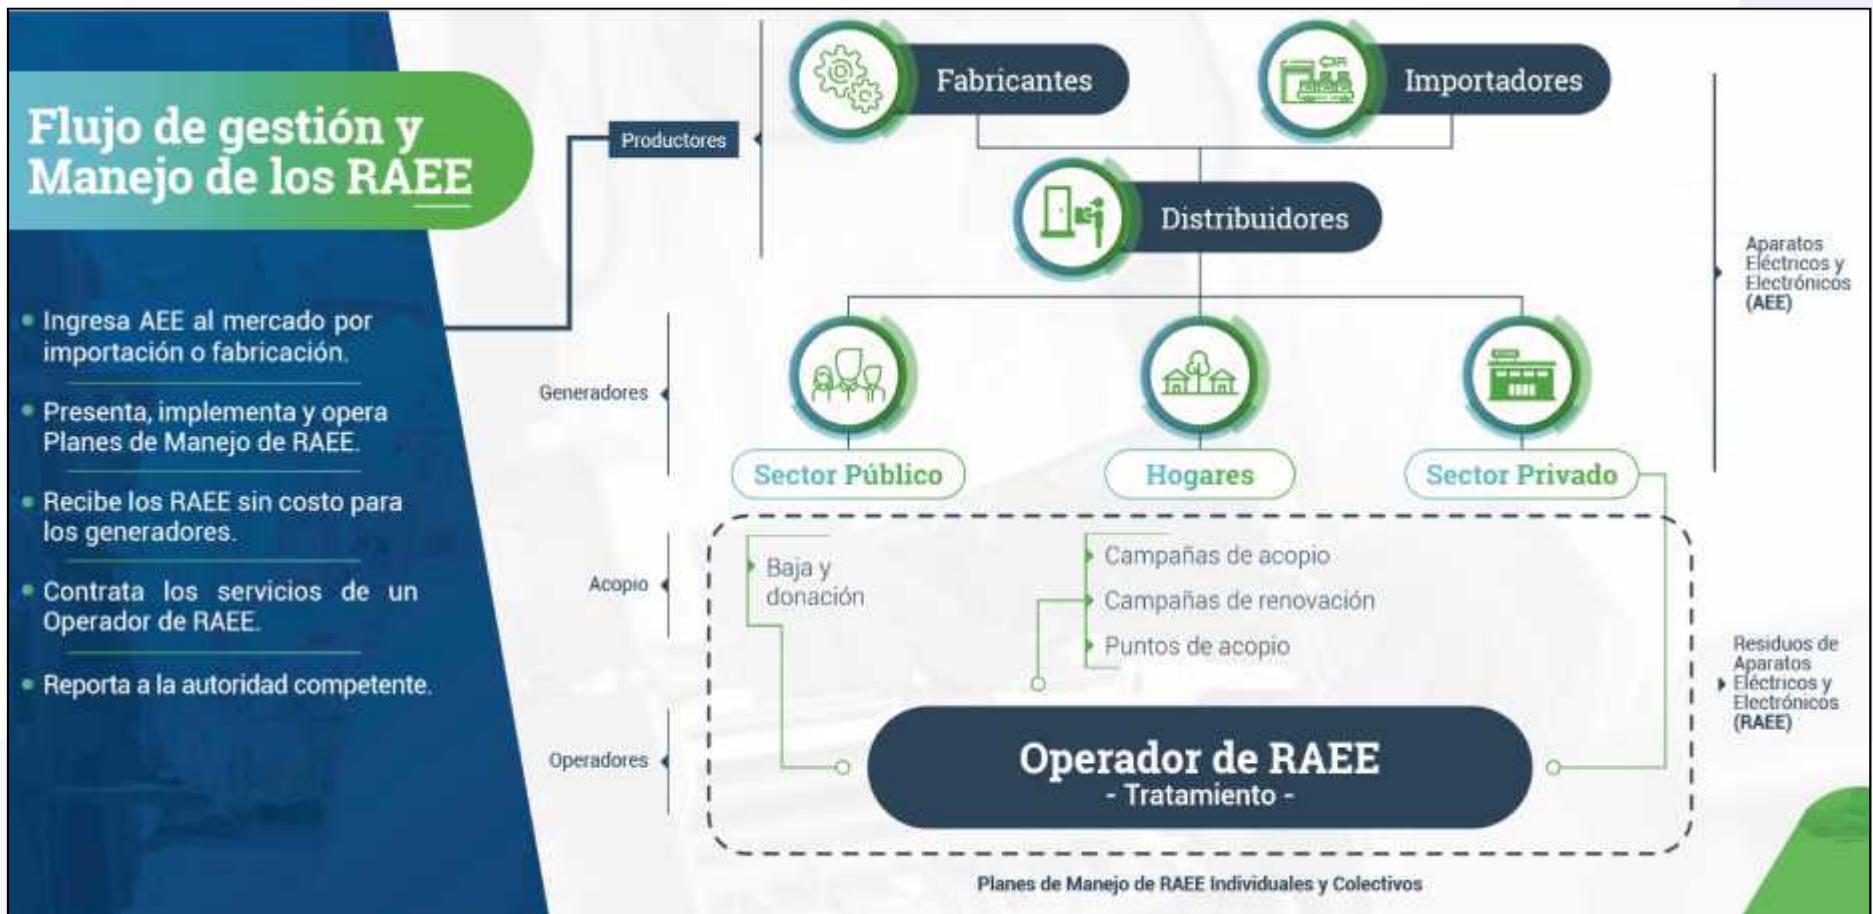 Flujo de gestión y
Manejo de los RAEE
Ingresa AEE al mercado por
importación o fabricación.
Presenta, implementa y opera
Planes de Manejo de RAEE.
Recibe los RAEE sin costo para
los generadores.
Contrata los servicios de un
Operador de RAEE.
Reporta a la autoridad competente.
Productores
Fabricantes
Importadores
Distribuidores
Aparatos
Eléctricos y
Electrónicos
(AEE)
Generadores
Sector Público
Hogares
Sector Privado
Acopio
Baja y
donación
Campañas de acopio
Campañas de renovación
Puntos de acopio
Residuos de
Aparatos
Eléctricos y
Electrónicos
(RAEE)
Operadores
Operador de RAEE
- Tratamiento -
Planes de Manejo de RAEE Individuales y Colectivos